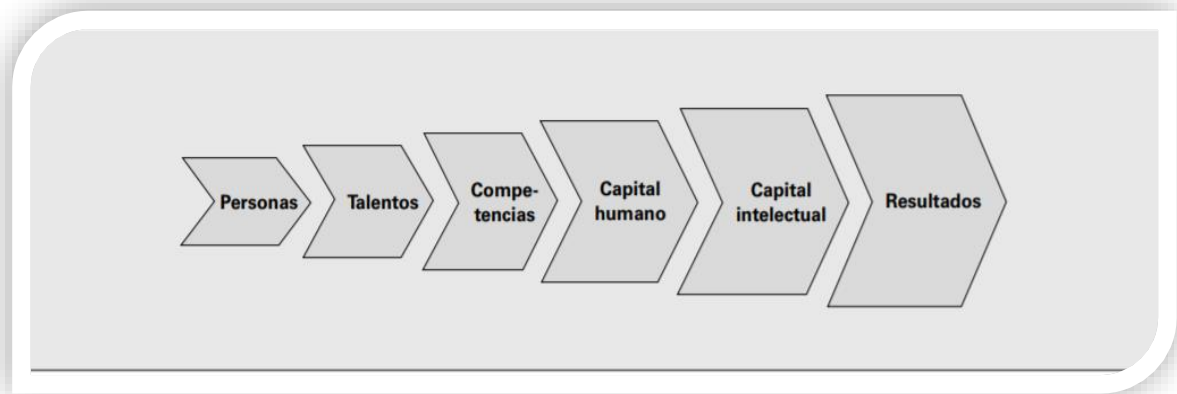 Personas
Talentos
Compe-
tencias
Capital
humano
Capital
intelectual
Resultados